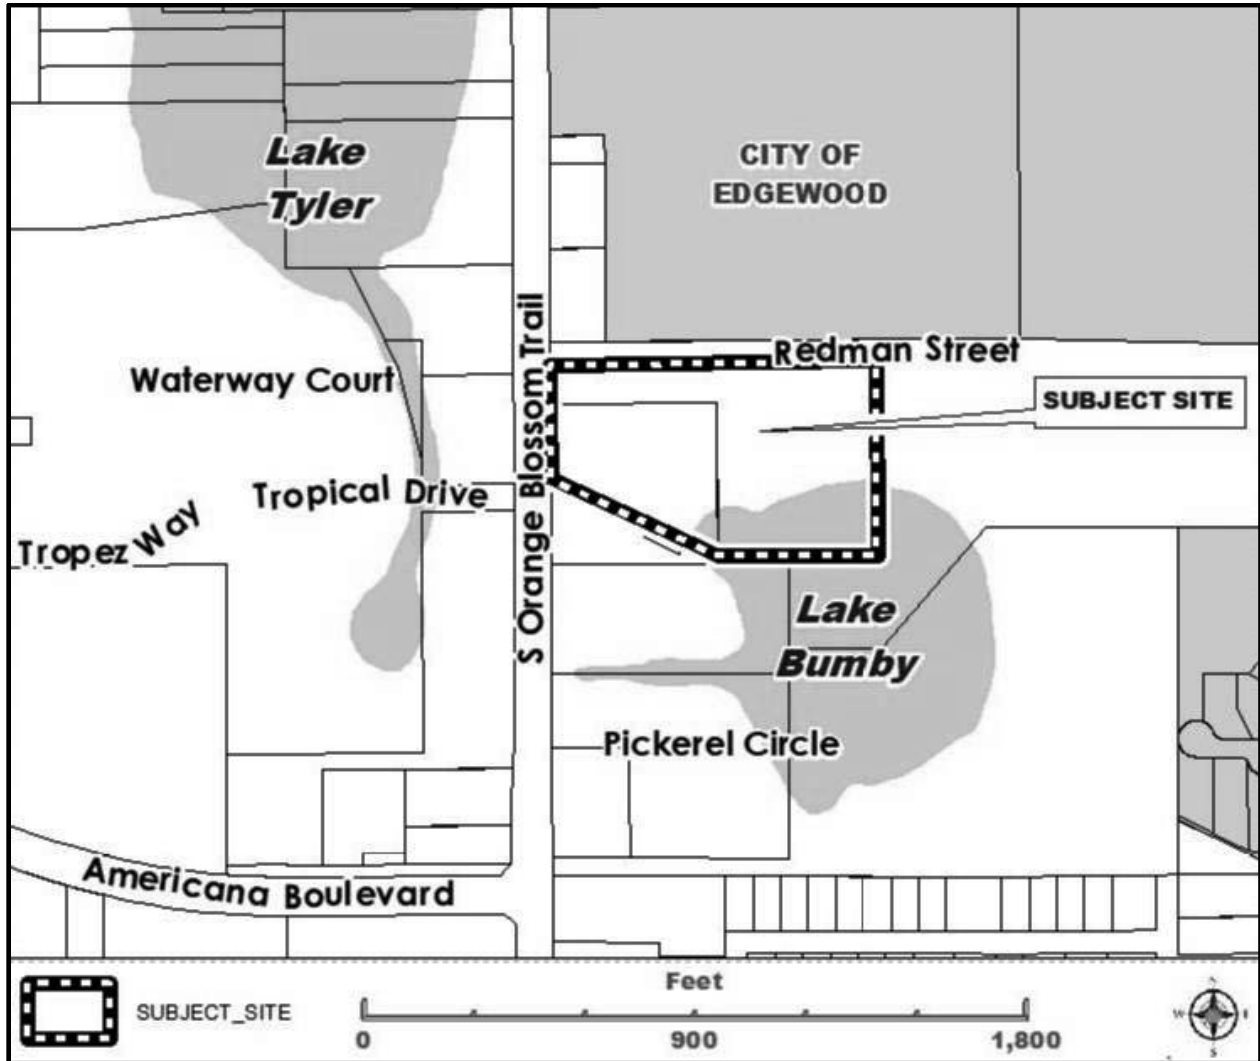 Lake
Tyler
CITY OF
EDGEWOOD
S Orange Blossom Trail
Redman Street
Waterway Court
SUBJECT SITE
Tropical Drive
Tropez Way
Lake
Bumby
Pickerel Circle
Americana Boulevard
Feet
SUBJECT_SITE
0 900 1,800
N
W E
S